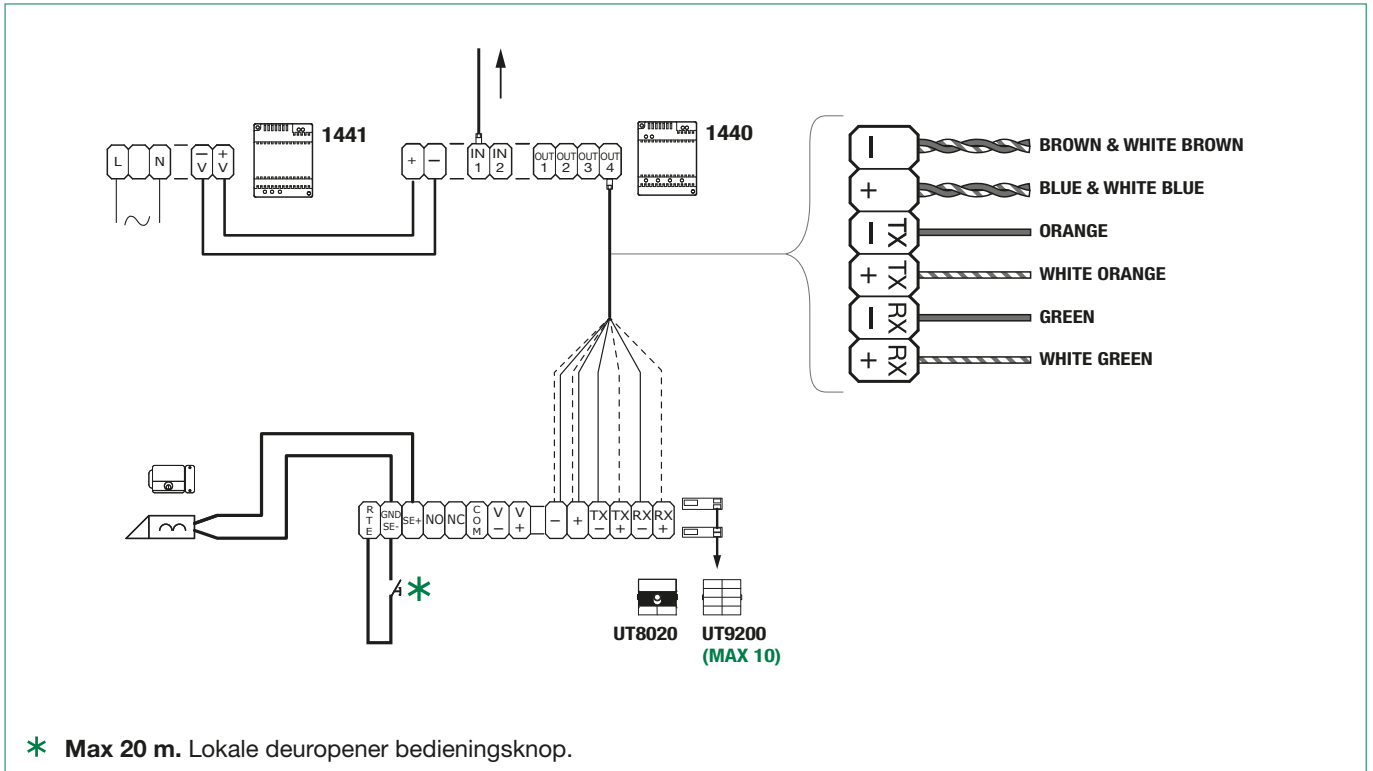 1441
1440
L N
– V + V
+ –
IN 1 IN 2
OUT 1 OUT 2 OUT 3 OUT 4
– BROWN & WHITE BROWN
+ BLUE & WHITE BLUE
– TX ORANGE
+ TX WHITE ORANGE
– RX GREEN
+ RX WHITE GREEN
RTE GND SE- SE+ NO NC COM V – V + – + TX – TX + RX – RX +
*
UT8020 UT9200
(MAX 10)
* Max 20 m. Lokale deuropener bedieningsknop.